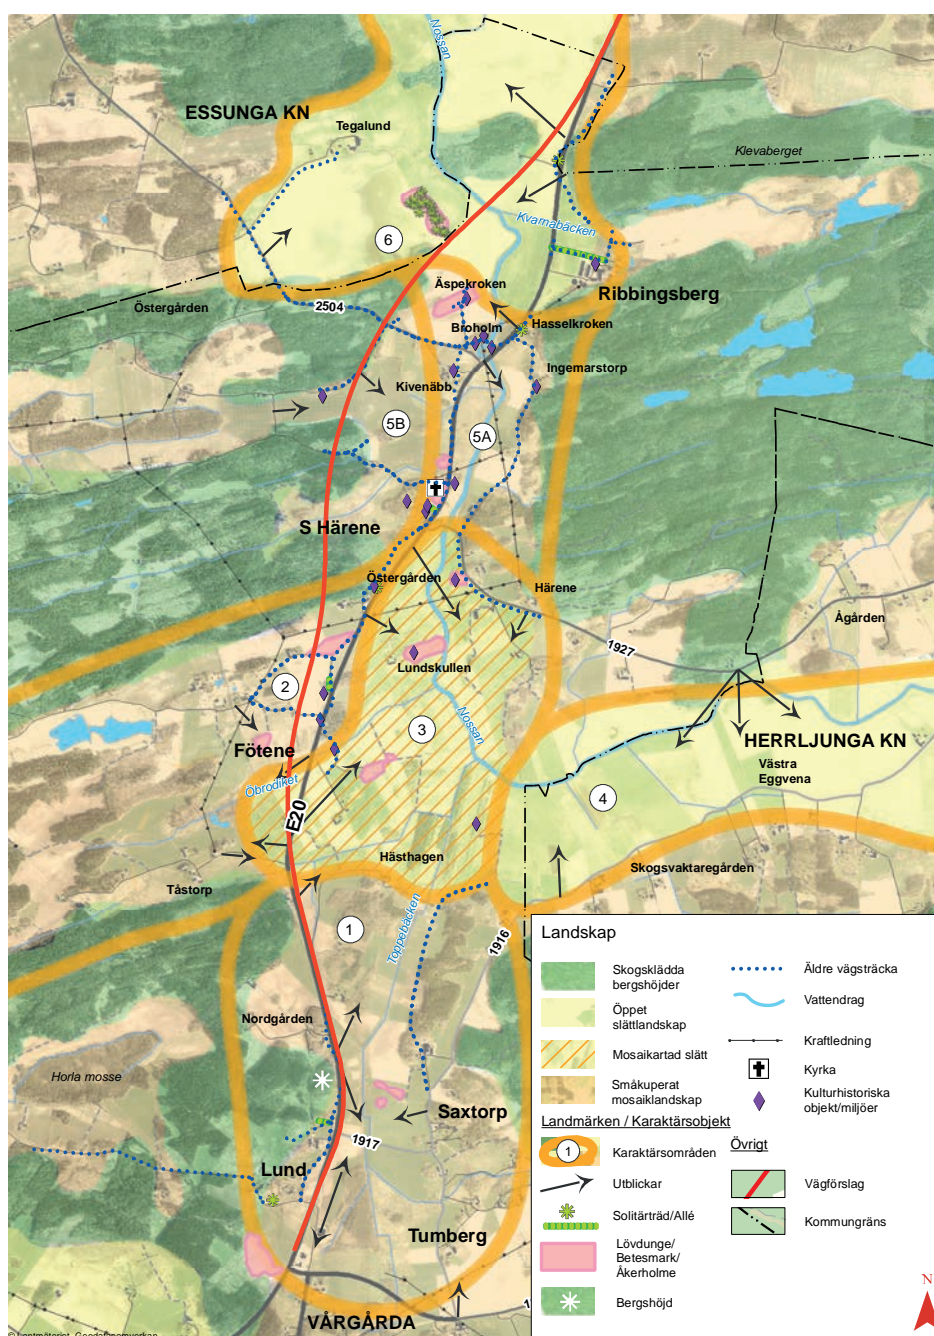 Nossan
ESSUNGA KN
Tegalund
Klevaberget
Kvarnabäcken
6
Äspekroken
Ribbingsberg
Östergården
2504
Broholm
Hasselkroken
Ingemarstorp
Kivenäbb
5B
5A
S Härene
Östergården
Härene
Ågården
1927
Lundskullen
2
Nossan
3
HERRLJUNGA KN
Fötene
Västra
Eggvena
Öbrodiket
4
E20
Hästhagen
Skogsvaktaregården
Tåstorp
Toppebäcken
1
1916
Nordgården
Horla mosse
Saxtorp
1917
Lund
Tumberg
VÅRGÅRDA
1
Landskap
Skogsklädda
bergshöjder
Öppet
slättlandskap
Mosaikartad slätt
Småkuperat
mosaiklandskap
Äldre vägsträcka
Vattendrag
Kraftledning
Kyrka
Kulturhistoriska
objekt/miljöer
Landmärken / Karaktärsobjekt
1
Karaktärsområden
Utblickar
Solitärträd/Allé
Lövdunge/
Betesmark/
Åkerholme
Bergshöjd
Övrigt
Vägförslag
Kommungräns
N